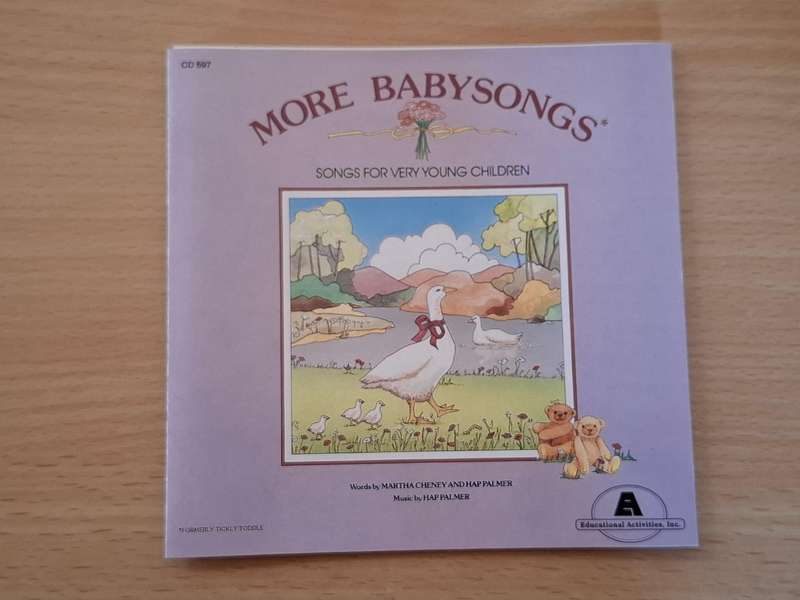 CD 597
MORE BABYSONGS*
SONGS FOR VERY YOUNG CHILDREN
Words by MARTHA CHENEY AND HAP PALMER
Music by HAP PALMER
*FORMERLY TICKLY TODDLE
EA
Educational Activities, Inc.